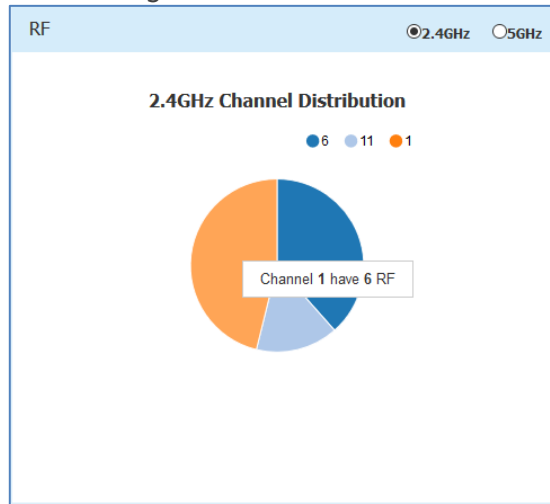 RF 2.4GHz 5GHz
2.4GHz Channel Distribution
6 11 1
Channel 1 have 6 RF